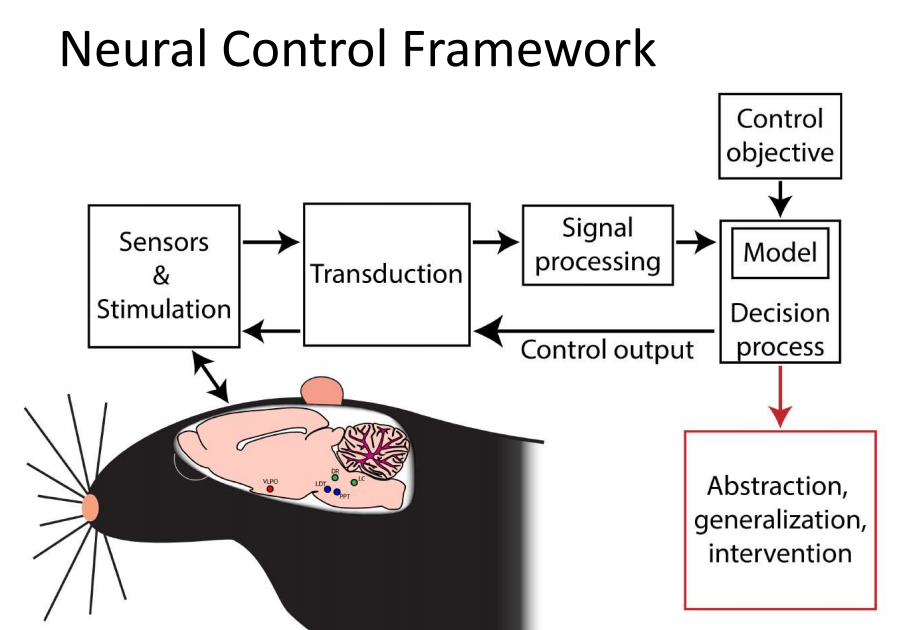 Neural Control Framework
Control
objective
Sensors
&
Stimulation
Transduction
Signal
processing
Model
Decision
process
Control output
VLPO
DR
LC
LDT
PPT
Abstraction,
generalization,
intervention